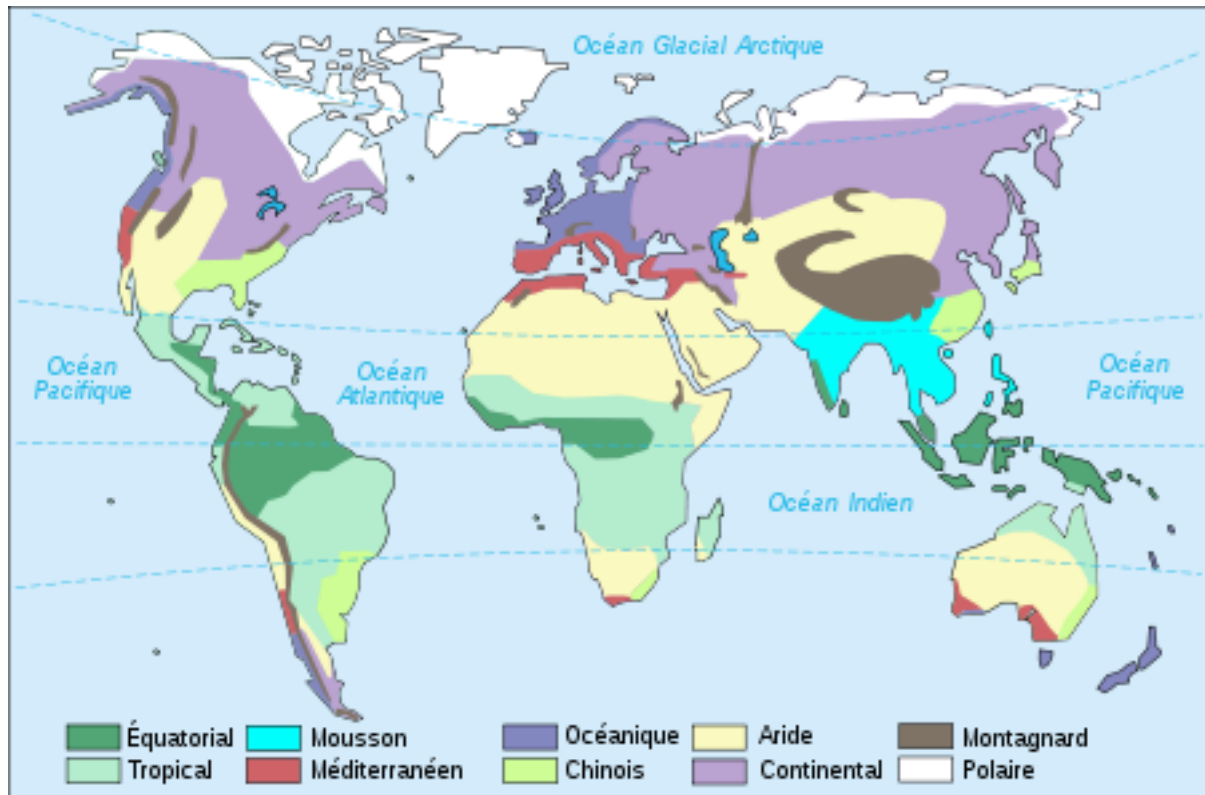 Océan Glacial Arctique
Océan
Pacifique
Océan
Atlantique
Océan
Pacifique
Océan Indien
Équatorial
Mousson
Océanique
Aride
Montagnard
Tropical
Méditerranéen
Chinois
Continental
Polaire